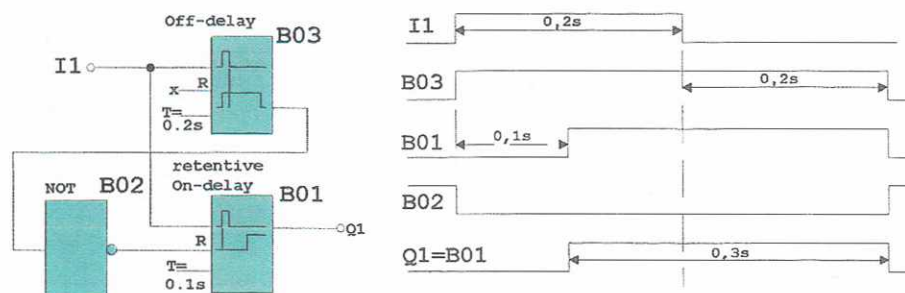 Off-delay
B03
I1
R
x
T=
0.2s
retentive
On-delay
NOT
B02
B01
R
Q1
T=
0.1s
I1
0,2s
B03
0,2s
B01
0,1s
B02
Q1=B01
0,3s